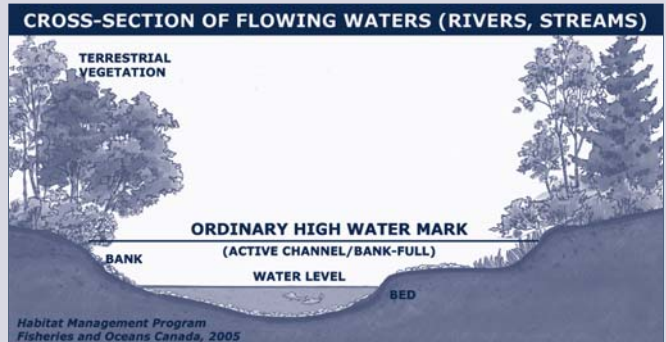 CROSS-SECTION OF FLOWING WATERS (RIVERS, STREAMS)
TERRESTRIAL
VEGETATION
ORDINARY HIGH WATER MARK
(ACTIVE CHANNEL/BANK-FULL)
BANK
WATER LEVEL
BED
Habitat Management Program
Fisheries and Oceans Canada, 2005